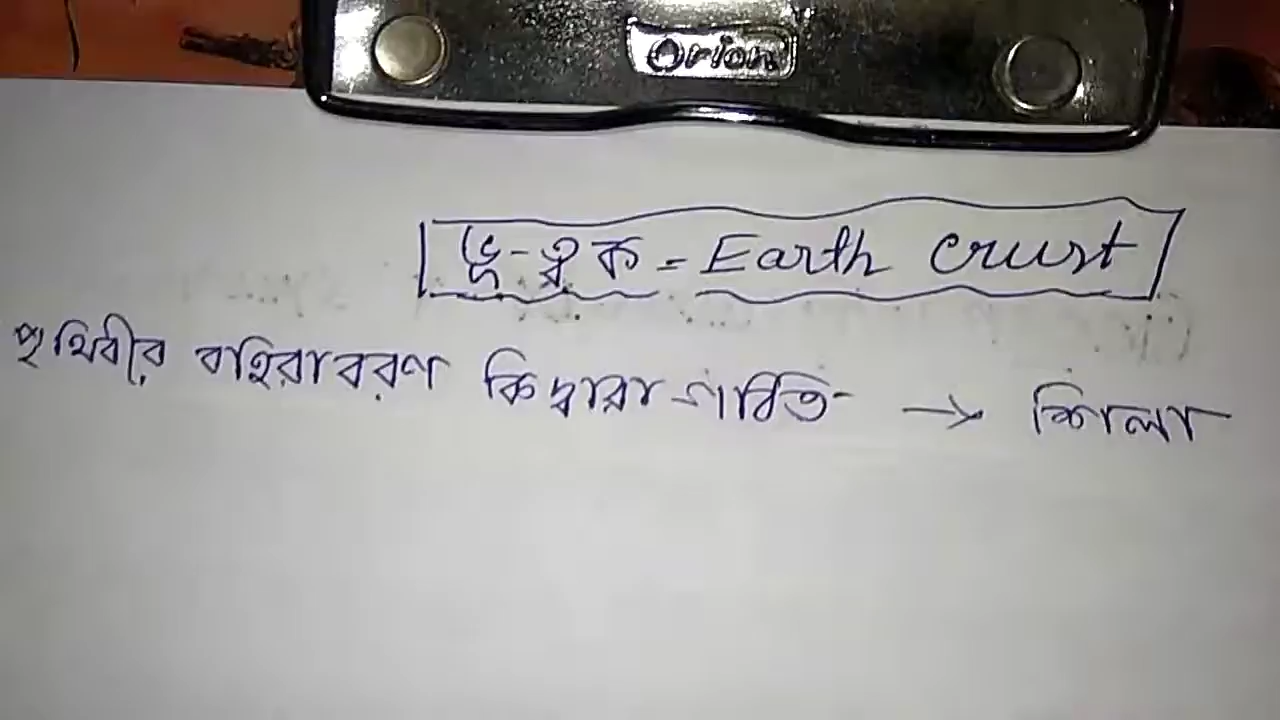 Orion
ভূ-ত্বক = Earth crust
পৃথিবীর বহিরাবরণ কিদ্বারা গঠিত → শিলা